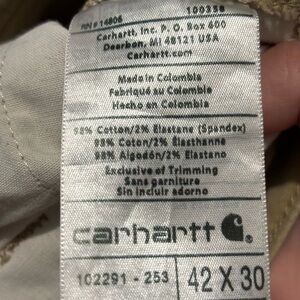 RN# 14806 100358
Carhartt, Inc. P. O. Box 600
Dearbon, MI 48121 USA
Carhartt.com
Made in Colombia
Fabriqué au Colombie
Hecho en Colombia
98% Cotton/2% Elastane (Spandex)
98% Coton/2% Élasthanne
98% Algodón/2% Elastano
Exclusive of Trimming
Sans garniture
Sin incluir adorno
carhartt
102291 - 253 42 X 30